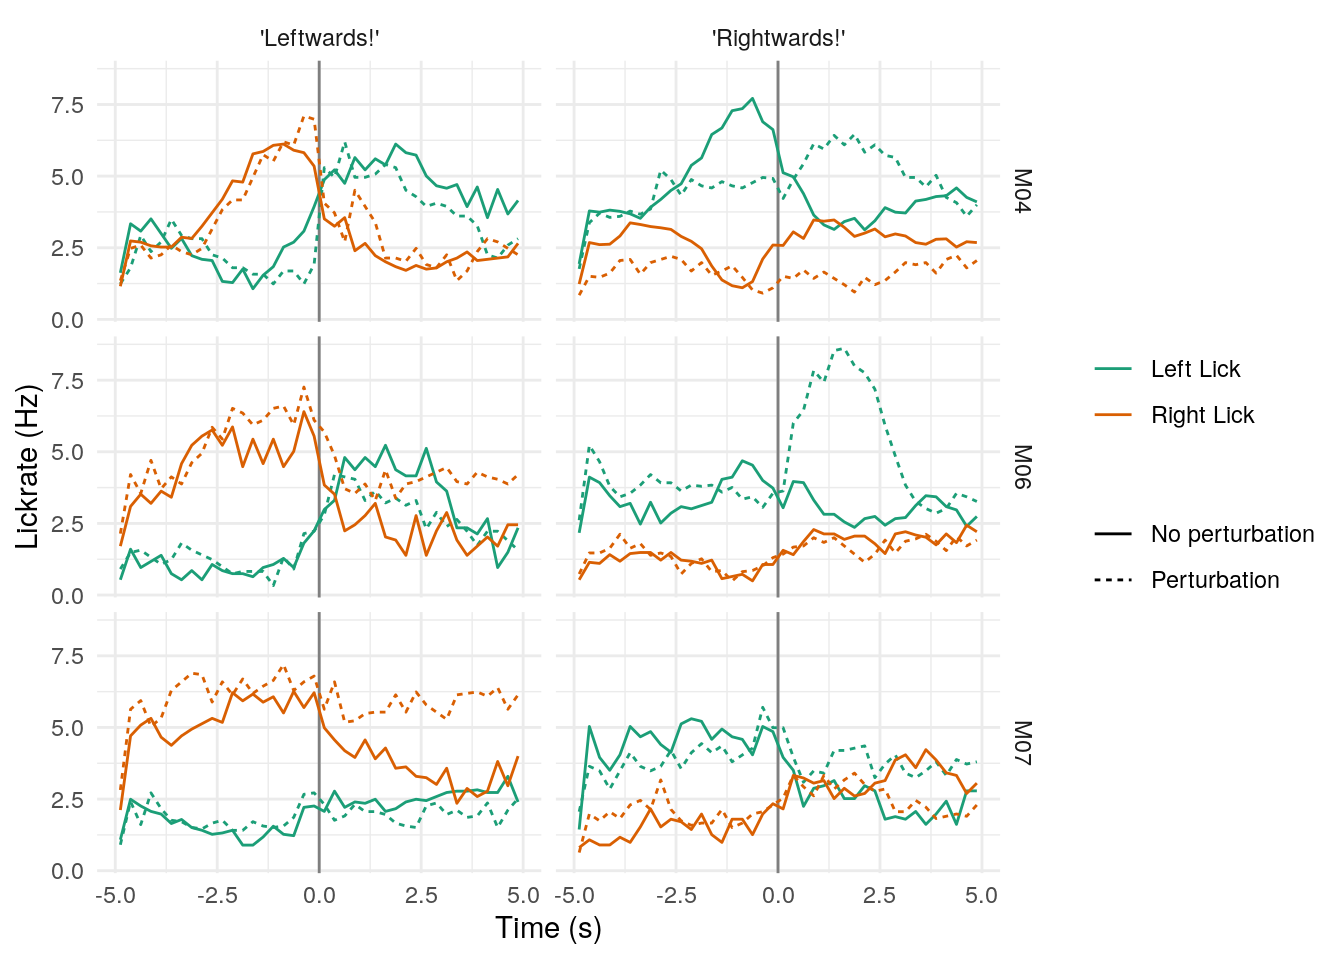 'Leftwards!' 'Rightwards!'
7.5
5.0
2.5
0.0
M04
7.5
5.0
2.5
0.0
M06
7.5
5.0
2.5
0.0
M07
-5.0 -2.5 0.0 2.5 5.0 -5.0 -2.5 0.0 2.5 5.0
Time (s)
Lickrate (Hz)
Left Lick
Right Lick
No perturbation
Perturbation